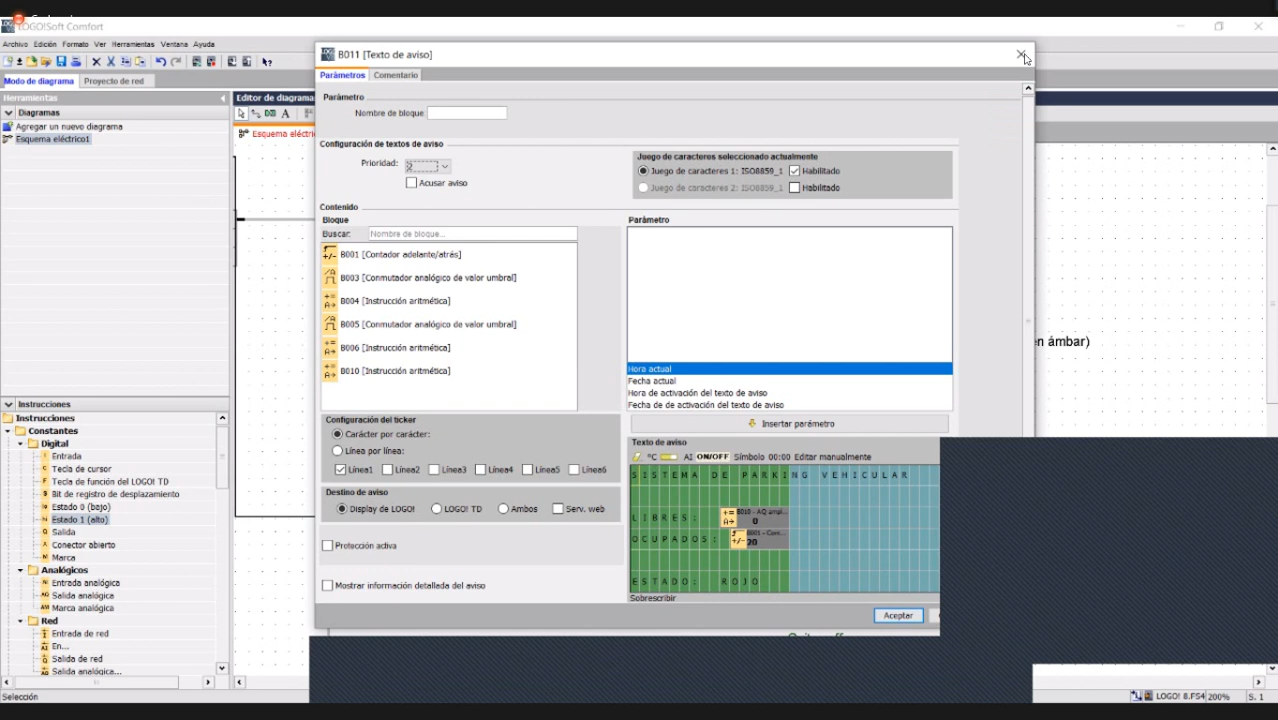 LOGO!Soft Comfort
Archivo Edición Formato Ver Herramientas Ventana Ayuda
Modo de diagrama Proyecto de red
Herramientas
Diagramas
Agregar un nuevo diagrama
Esquema eléctrico1
Instrucciones
Instrucciones
Constantes
Digital
Entrada
Tecla de cursor
Tecla de función del LOGO! TD
Bit de registro de desplazamiento
Estado 0 (bajo)
Estado 1 (alto)
Salida
Conector abierto
Marca
Analógicos
Entrada analógica
Salida analógica
Marca analógica
Red
Entrada de red
En...
Salida de red
Salida analógica...
Selección
Editor de diagrama
Esquema eléctri
B011 [Texto de aviso]
Parámetros Comentario
Parámetro
Nombre de bloque
Configuración de textos de aviso
Prioridad: 2
Acusar aviso
Juego de caracteres seleccionado actualmente
Juego de caracteres 1: ISO8859_1 Habilitado
Juego de caracteres 2: ISO8859_1 Habilitado
Contenido
Bloque
Buscar: Nombre de bloque...
B001 [Contador adelante/atrás]
B003 [Conmutador analógico de valor umbral]
B004 [Instrucción aritmética]
B005 [Conmutador analógico de valor umbral]
B006 [Instrucción aritmética]
B010 [Instrucción aritmética]
Parámetro
Hora actual
Fecha actual
Hora de activación del texto de aviso
Fecha de de activación del texto de aviso
Insertar parámetro
Configuración del ticker
Carácter por carácter:
Línea por línea:
Línea1 Línea2 Línea3 Línea4 Línea5 Línea6
Destino de aviso
Display de LOGO! LOGO! TD Ambos Serv. web
Protección activa
Mostrar información detallada del aviso
Texto de aviso
°C AI ON/OFF Símbolo 00:00 Editar manualmente
SISTEMA DE PARKING VEHICULAR
LIBRES: B010 - AQ ampl...
0
OCUPADOS: B001 - Cont...
20
ESTADO: ROJO
Sobrescribir
Aceptar
en ámbar)
LOGO! 8.FS4 200% S. 1